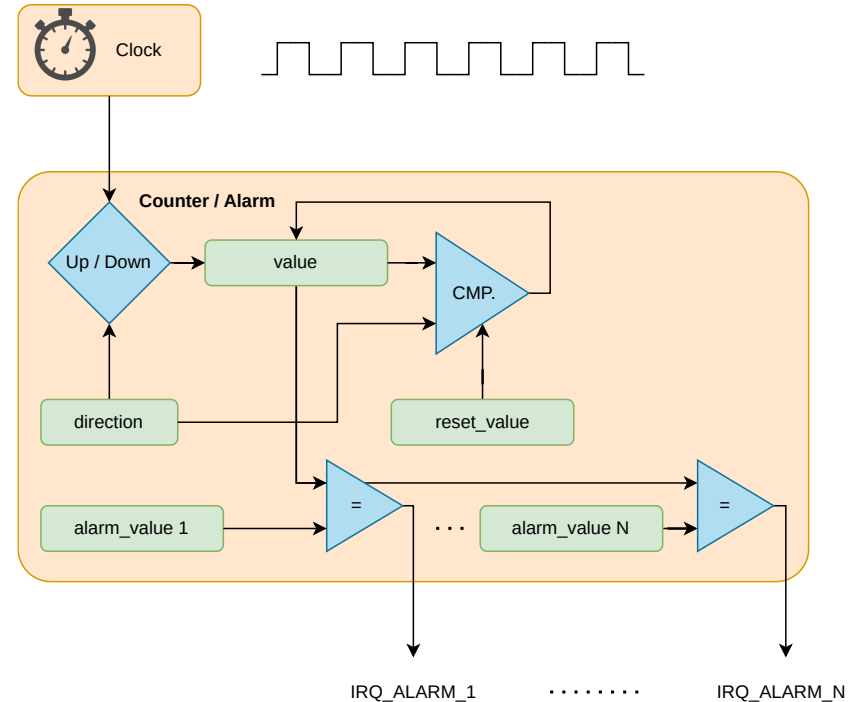 Clock
Counter / Alarm
Up / Down
value
CMP.
direction
reset_value
=
=
alarm_value 1
. . .
alarm_value N
IRQ_ALARM_1
. . . . . . . .
IRQ_ALARM_N